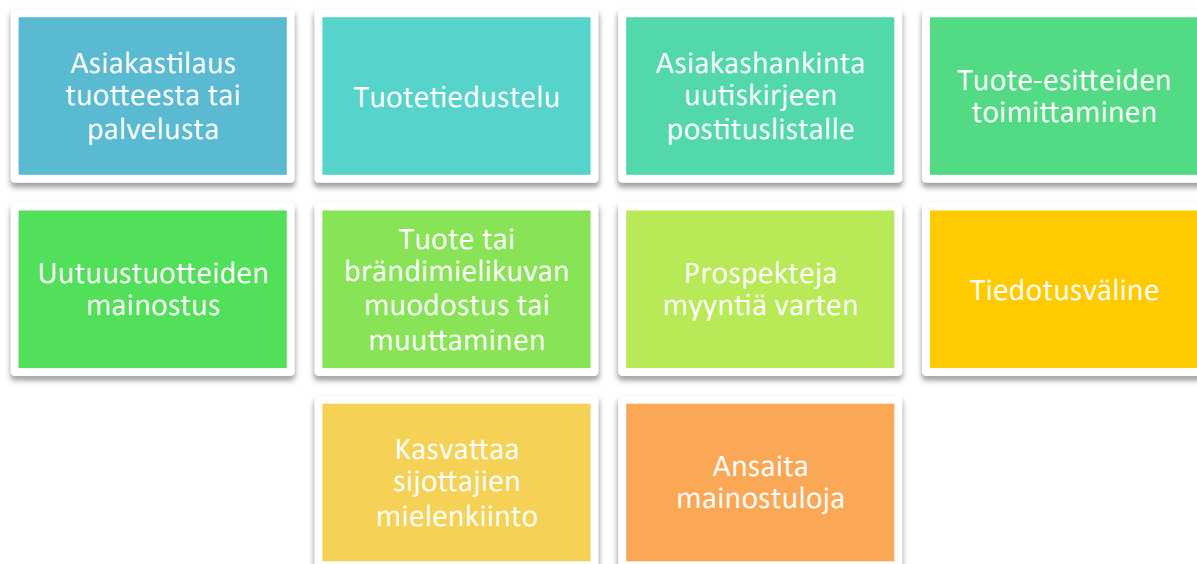 Asiakastilaus
tuotteesta tai
palvelusta
Tuotetiedustelu
Asiakashankinta
uutiskirjeen
postituslistalle
Tuote-esitteiden
toimittaminen
Uutuustuotteiden
mainostus
Tuote tai
brändimielikuvan
muodostus tai
muuttaminen
Prospekteja
myyntiä varten
Tiedotusväline
Kasvattaa
sijottajien
mielenkiinto
Ansaita
mainostuloja